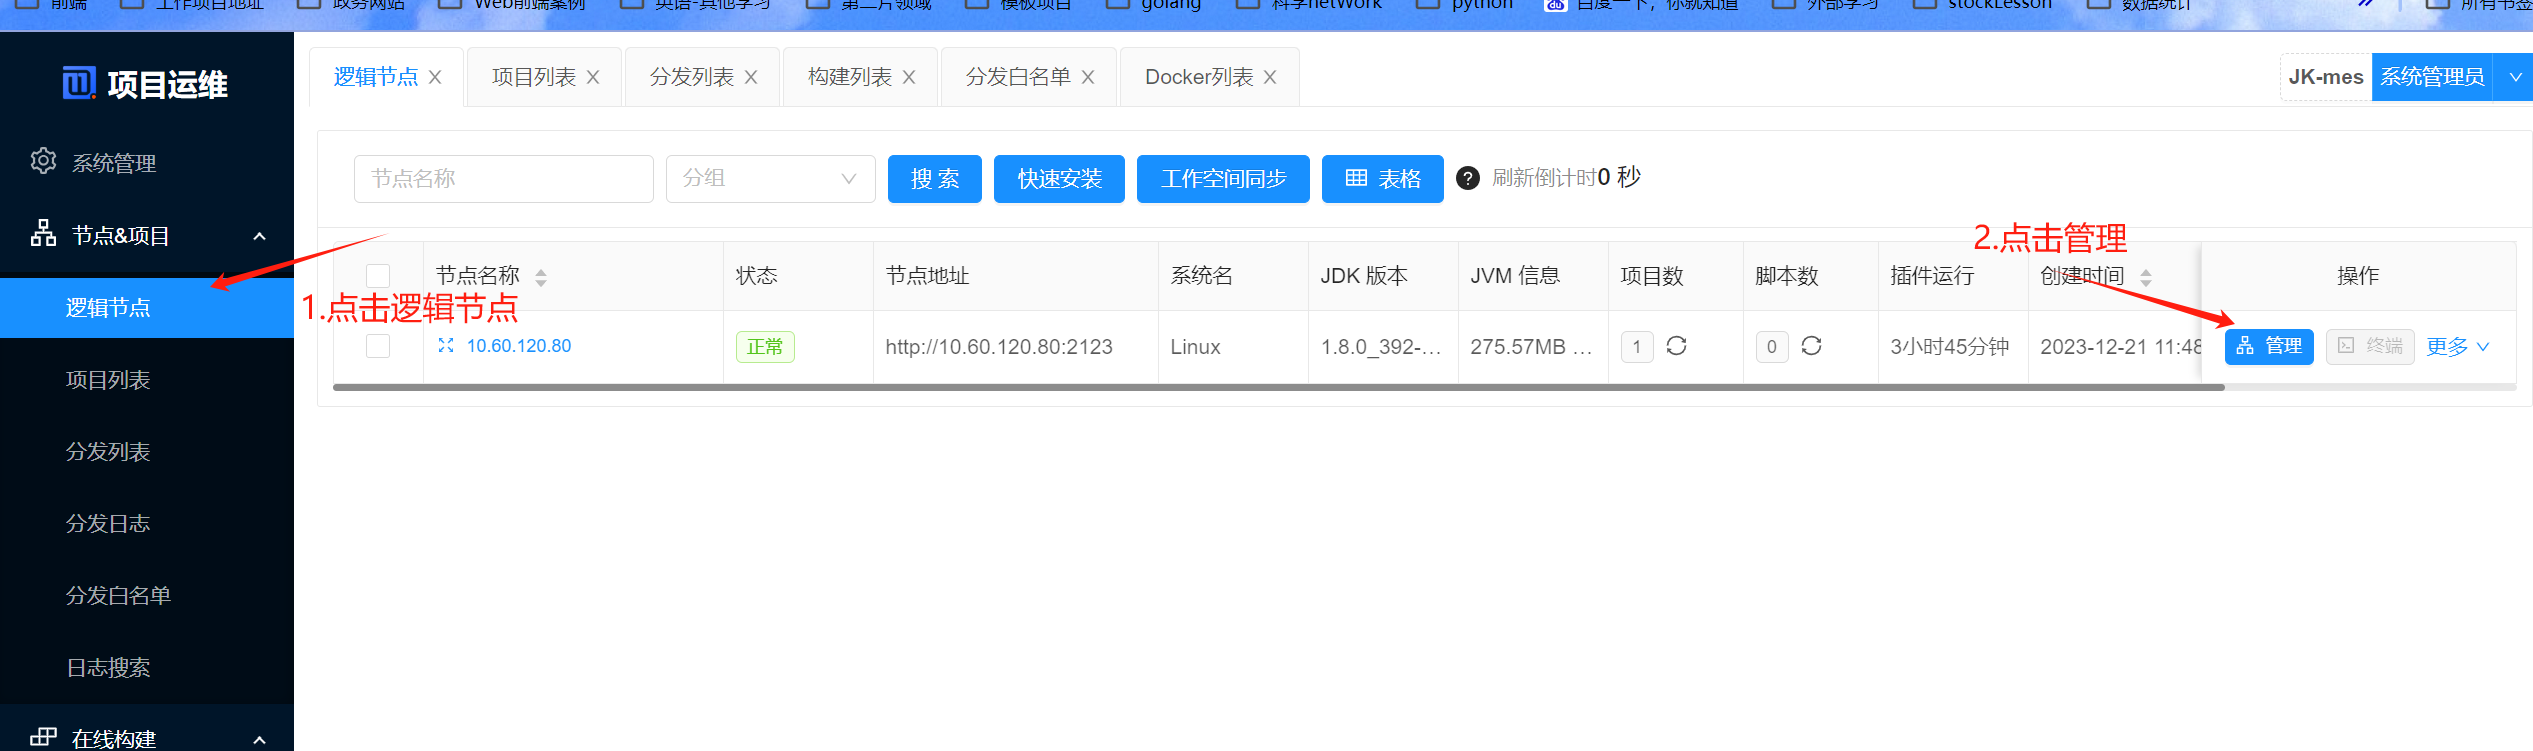 前端 工作项目地址 政务网站 Web前端案例 英语-其他学习 第二片领域 模板项目 golang 科学netWork python 百度一下，你就知道 外部学习 stockLesson 数据统计 » 所有书签
项目运维
逻辑节点 X 项目列表 X 分发列表 X 构建列表 X 分发白名单 X Docker列表 X
JK-mes 系统管理员
系统管理
节点&项目
逻辑节点
项目列表
分发列表
分发日志
分发白名单
日志搜索
在线构建
节点名称 分组 搜 索 快速安装 工作空间同步 表格 ? 刷新倒计时0 秒
1.点击逻辑节点
2.点击管理
节点名称 状态 节点地址 系统名 JDK 版本 JVM 信息 项目数 脚本数 插件运行 创建时间 操作
10.60.120.80 正常 http://10.60.120.80:2123 Linux 1.8.0_392-... 275.57MB ... 1 0 3小时45分钟 2023-12-21 11:48 管理 终端 更多